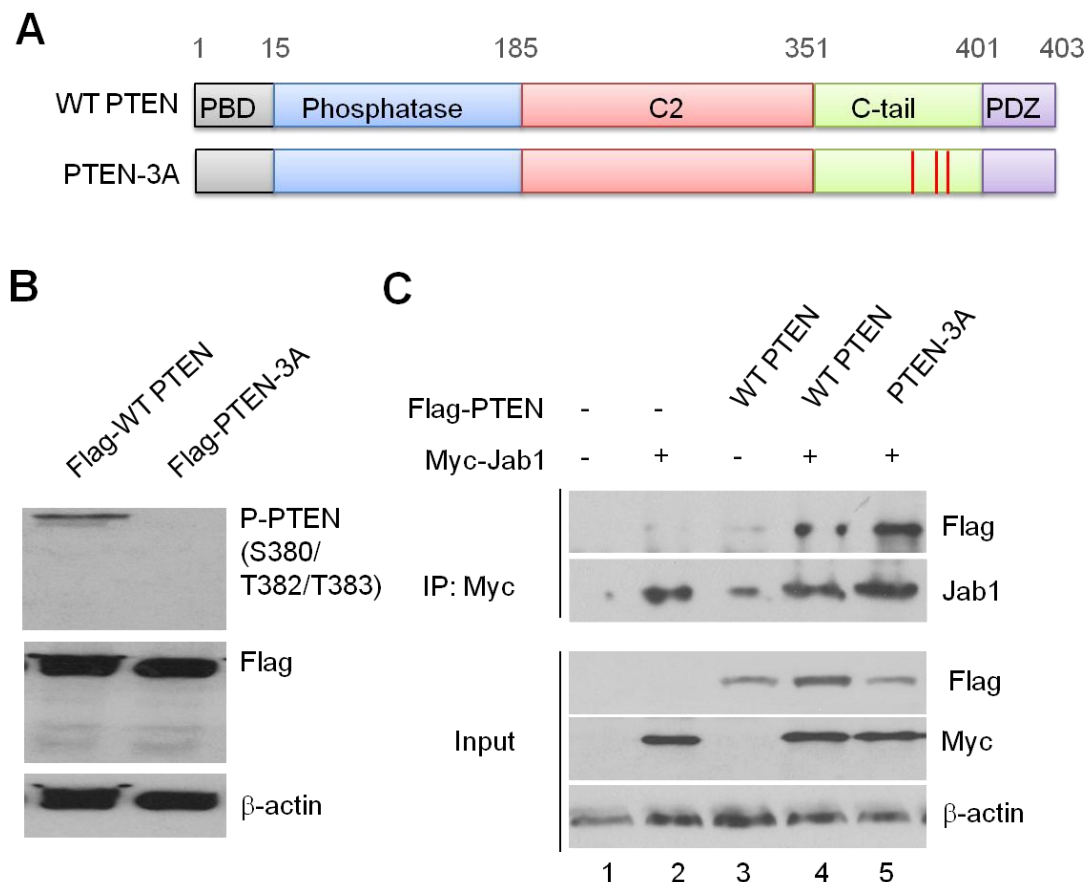 A
1 15 185 351 401 403
WT PTEN PBD Phosphatase C2 C-tail PDZ
PTEN-3A
B
Flag-WT PTEN
Flag-PTEN-3A
P-PTEN
(S380/
T382/T383)
Flag
β-actin
C
WT PTEN
WT PTEN
PTEN-3A
Flag-PTEN - -
Myc-Jab1 - + - + +
Flag
IP: Myc Jab1
Flag
Input Myc
β-actin
1 2 3 4 5